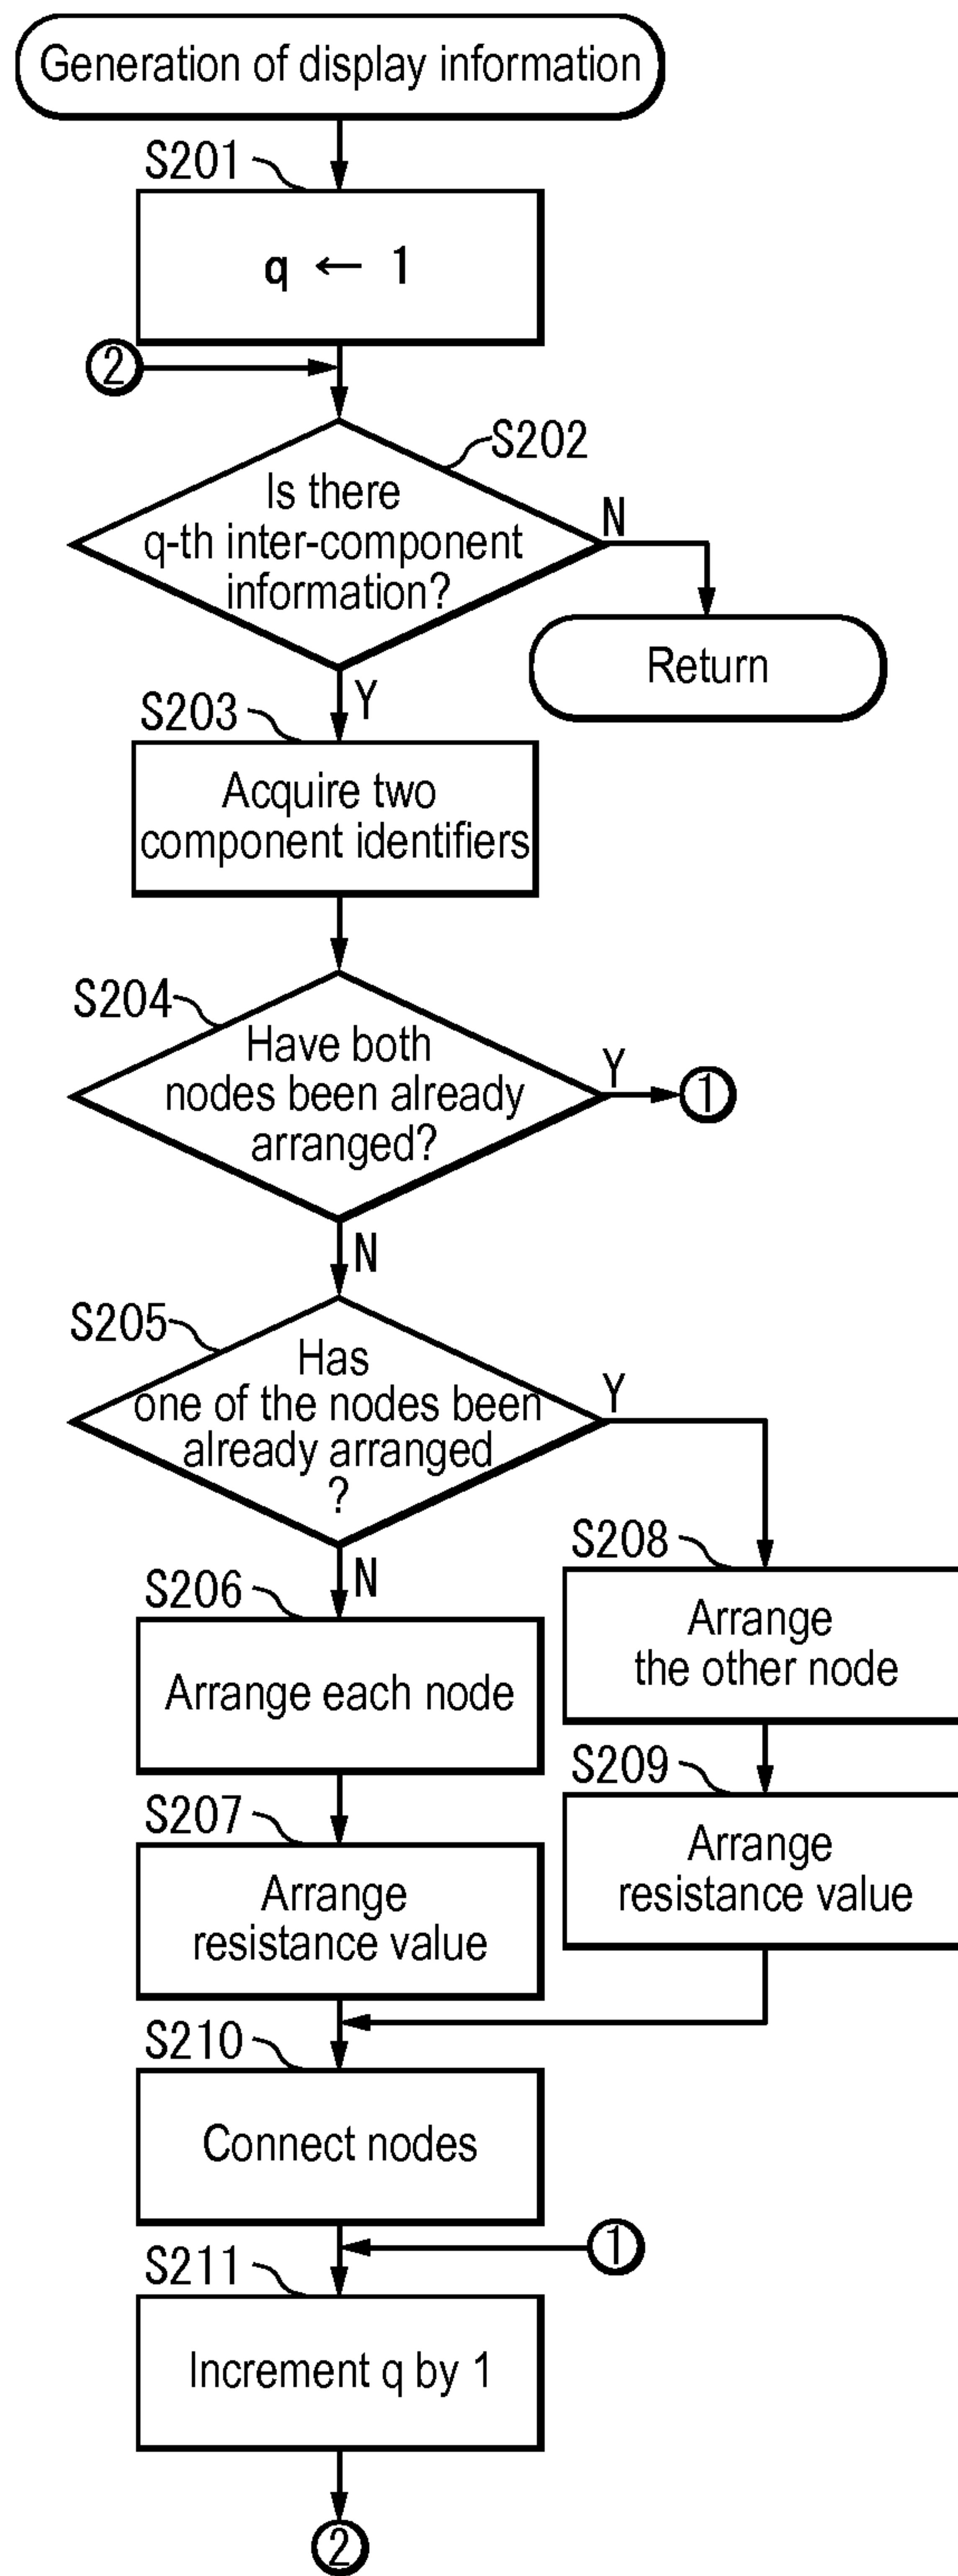 Generation of display information
S201
q ← 1
②
S202
Is there
q-th inter-component
information?
N
Return
Y
S203
Acquire two
component identifiers
S204
Have both
nodes been already
arranged?
Y
①
N
S205
Has
one of the nodes been
already arranged
?
Y
N
S206
Arrange each node
S208
Arrange
the other node
S207
Arrange
resistance value
S209
Arrange
resistance value
S210
Connect nodes
①
S211
Increment q by 1
②